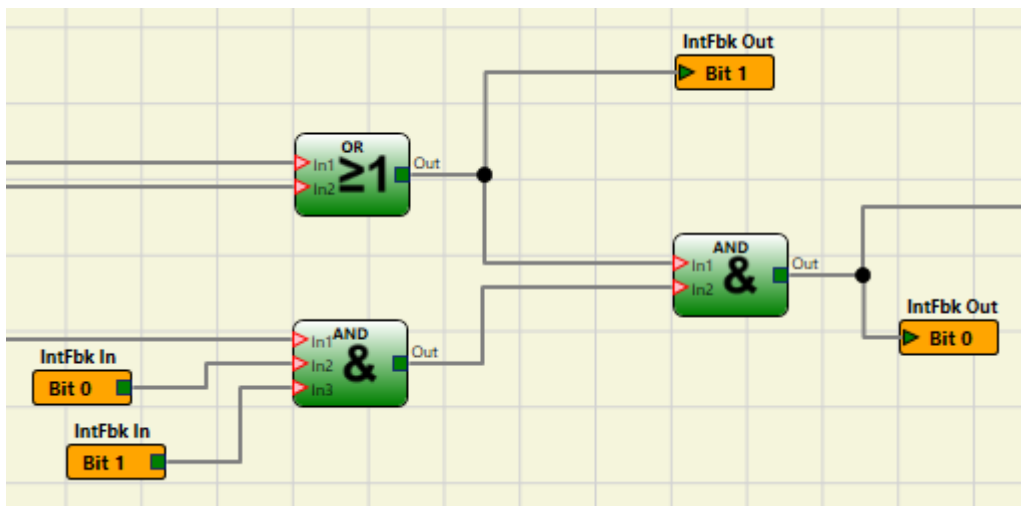 IntFbk Out
Bit 1
OR
In1
≥1
Out
In2
AND
In1
&
Out
In2
IntFbk Out
Bit 0
AND
In1
&
Out
In2
In3
IntFbk In
Bit 0
IntFbk In
Bit 1